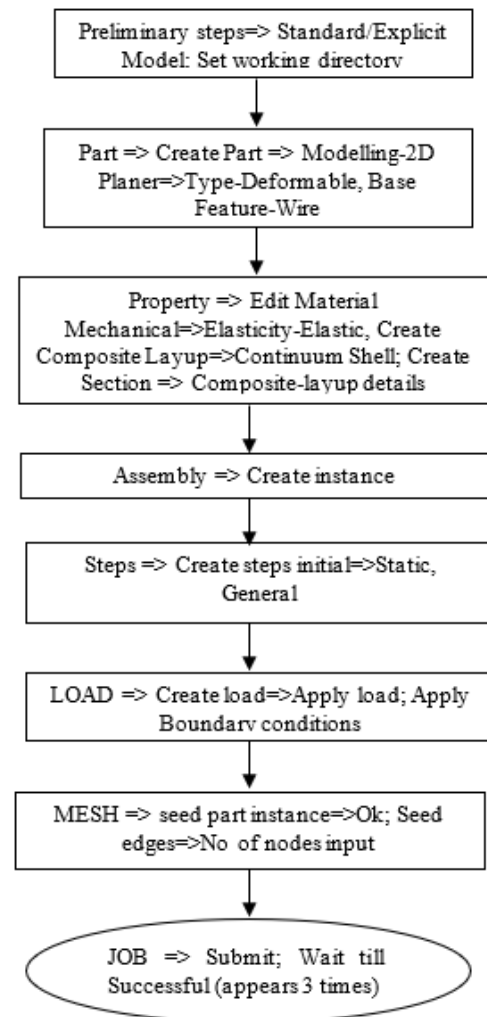 Preliminary steps=> Standard/Explicit
Model: Set working directory
Part => Create Part => Modelling-2D
Planer=>Type-Deformable, Base
Feature-Wire
Property => Edit Material
Mechanical=>Elasticity-Elastic, Create
Composite Layup=>Continuum Shell; Create
Section => Composite-layup details
Assembly => Create instance
Steps => Create steps initial=>Static,
General
LOAD => Create load=>Apply load; Apply
Boundary conditions
MESH => seed part instance=>Ok; Seed
edges=>No of nodes input
JOB => Submit; Wait till
Successful (appears 3 times)